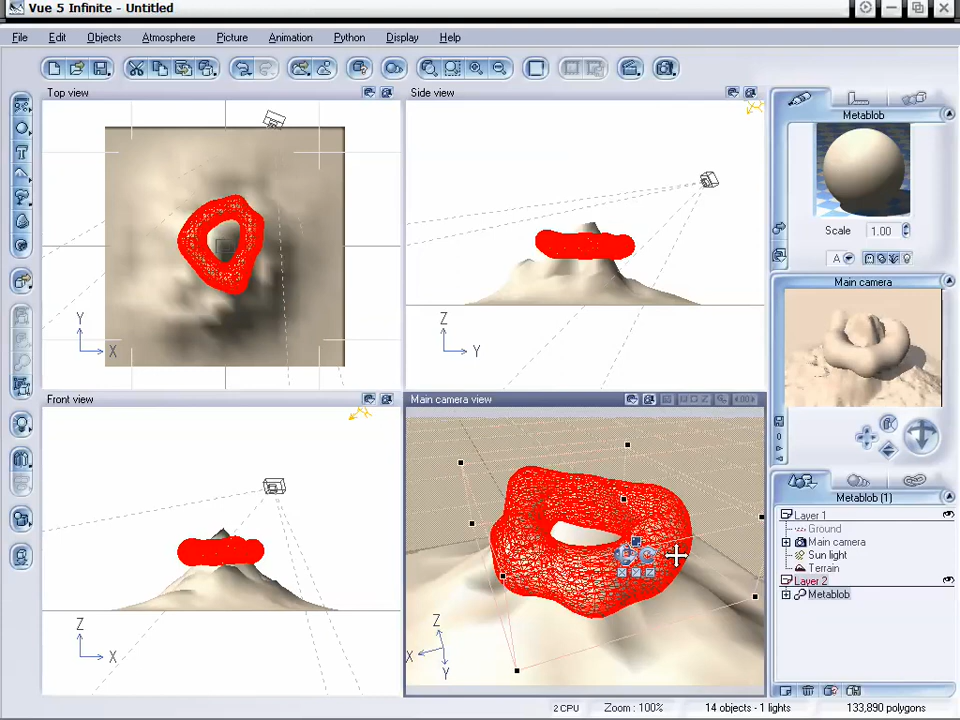 Vue 5 Infinite - Untitled
File Edit Objects Atmosphere Picture Animation Python Display Help
Top view
Side view
Metablob
Scale 1.00
A
Main camera
Y
X
Z
Y
Front view
Main camera view
Metablob (1)
Layer 1
Ground
Main camera
Sun light
Terrain
Layer 2
Metablob
Z
X
Z
X
Y
2 CPU Zoom : 100% 14 objects - 1 lights 133,890 polygons